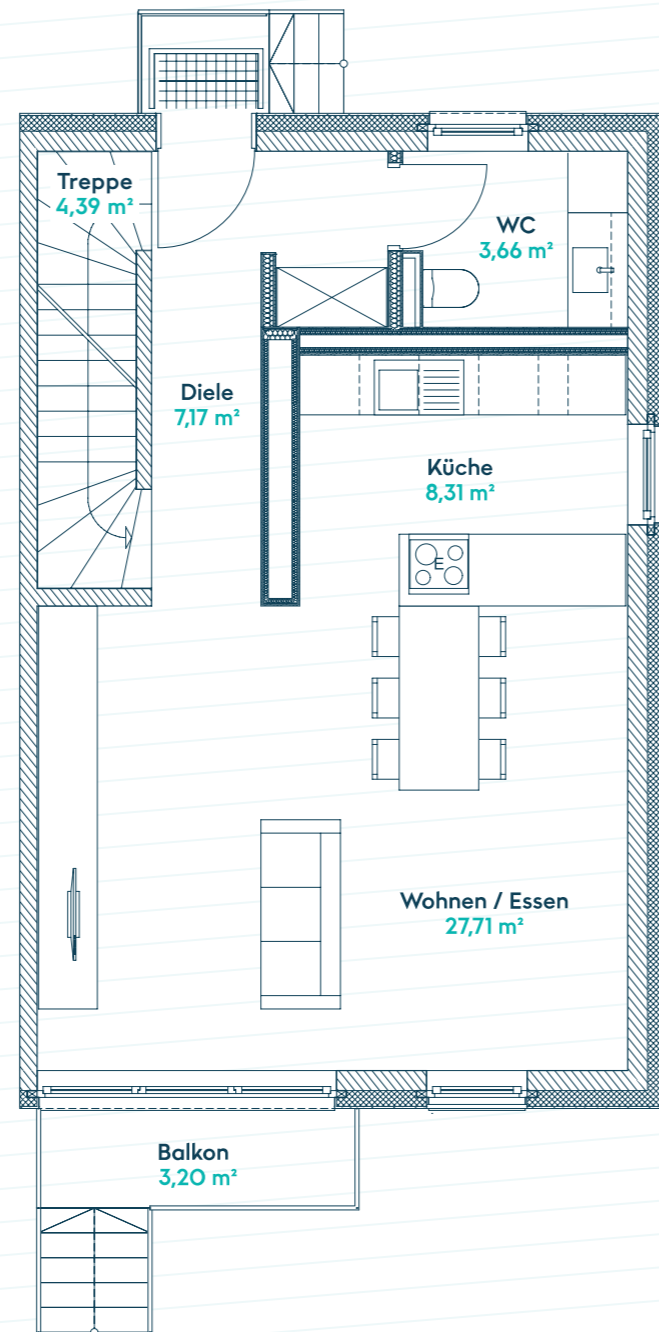 Treppe
4,39 m²
WC
3,66 m²
Diele
7,17 m²
Küche
8,31 m²
E
Wohnen / Essen
27,71 m²
Balkon
3,20 m²